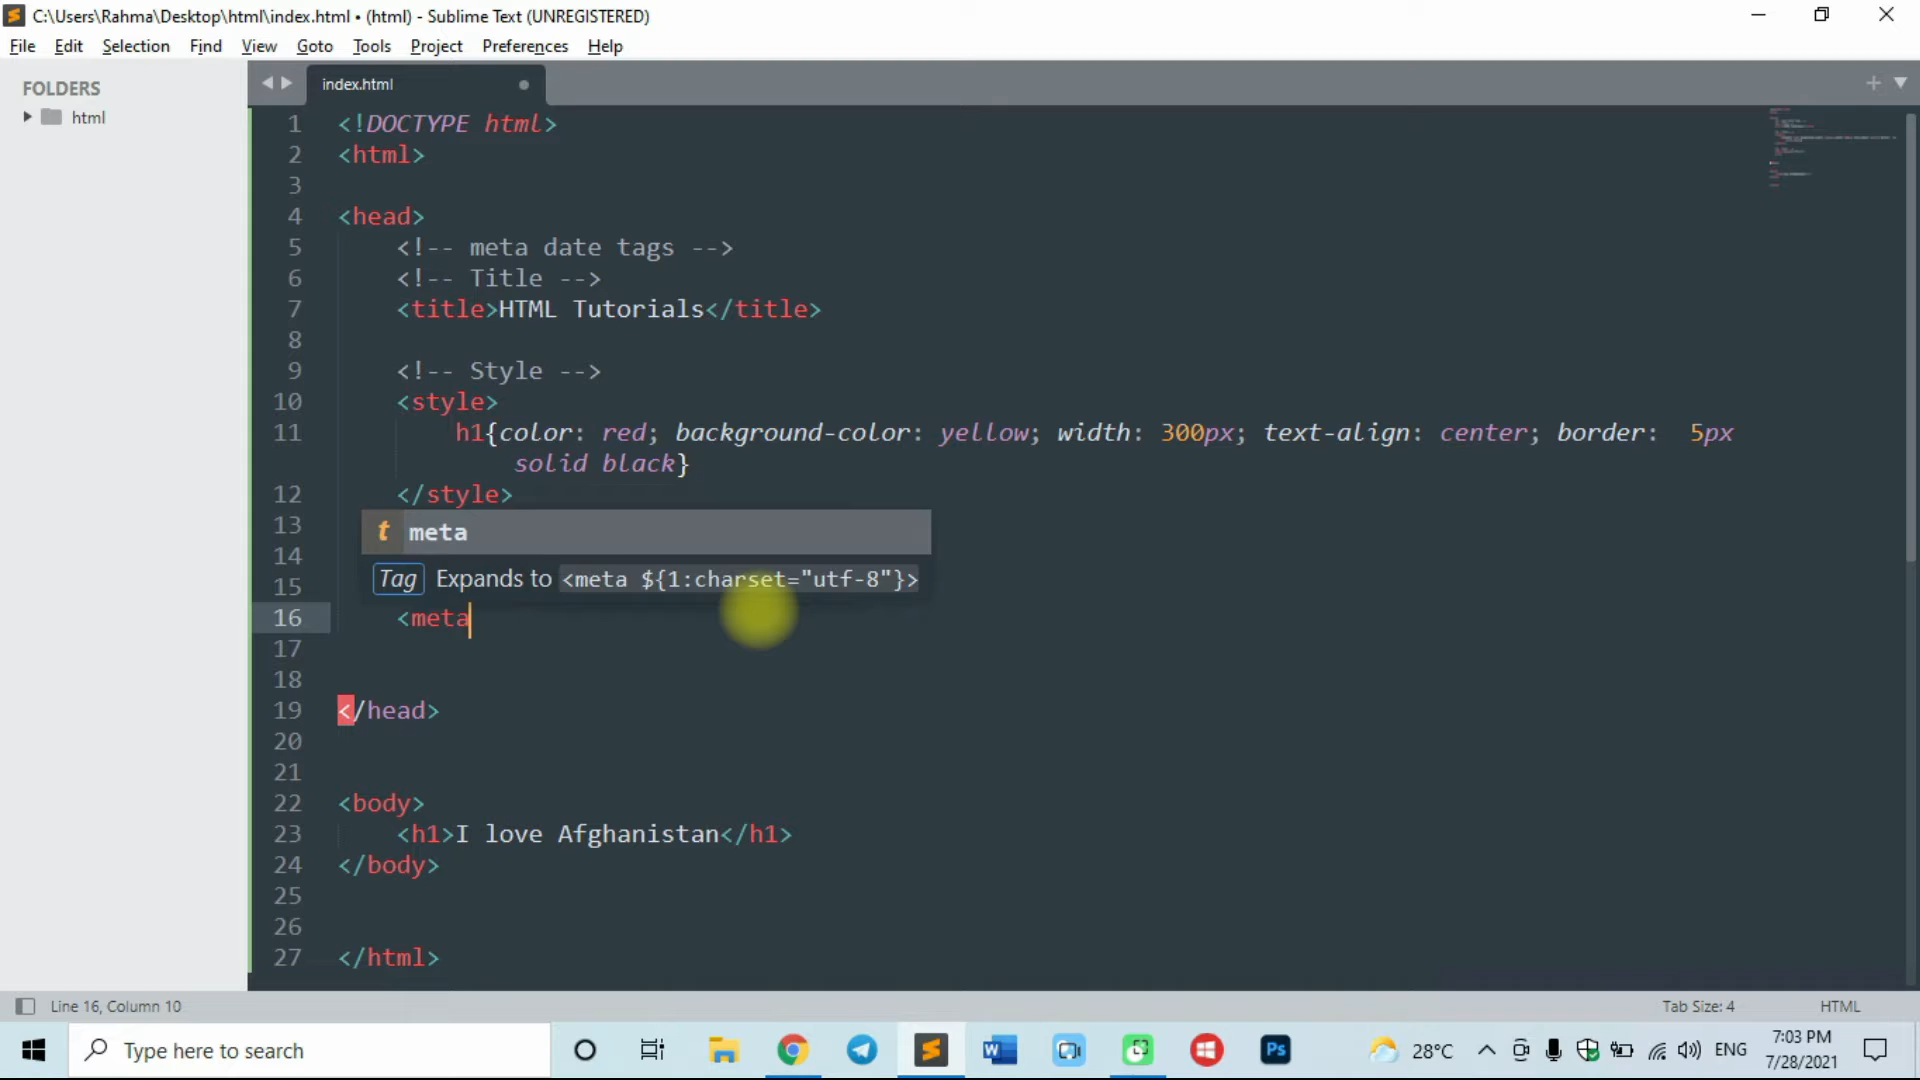 C:\Users\Rahma\Desktop\html\index.html • (html) - Sublime Text (UNREGISTERED)
File Edit Selection Find View Goto Tools Project Preferences Help
FOLDERS
html
index.html
1 <!DOCTYPE html>
2 <html>
3
4 <head>
5 <!-- meta date tags -->
6 <!-- Title -->
7 <title>HTML Tutorials</title>
8
9 <!-- Style -->
10 <style>
11 h1{color: red; background-color: yellow; width: 300px; text-align: center; border: 5px
solid black}
12 </style>
13
meta
14
Tag Expands to <meta ${1:charset="utf-8"}>
15
16 <meta
17
18
19 </head>
20
21
22 <body>
23 <h1>I love Afghanistan</h1>
24 </body>
25
26
27 </html>
Line 16, Column 10
Tab Size: 4
HTML
Type here to search
W
Ps
28°C
ENG
7:03 PM
7/28/2021